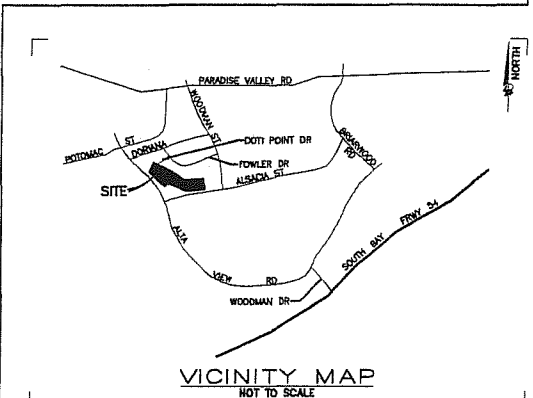 NORTH
PARADISE VALLEY RD
WOODMAN ST
DOTI POINT DR
BRIARWOOD RD
POTOMAC ST
DORIANA
FOWLER DR
SITE
ALSACIA ST
ALTA VIEW RD
SOUTH BAY FRWY 54
WOODMAN DR
VICINITY MAP
NOT TO SCALE